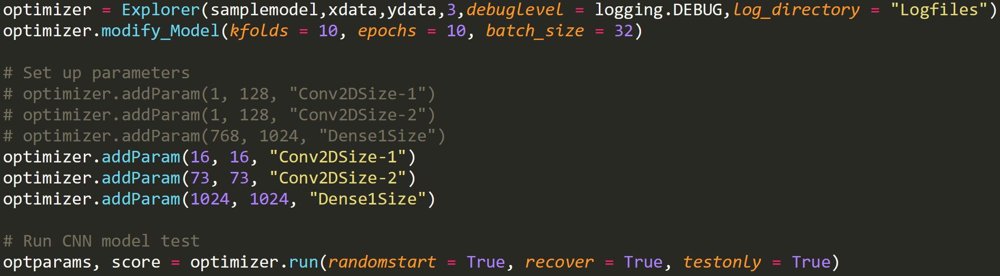 optimizer = Explorer(samplemodel,xdata,ydata,3,debuglevel = logging.DEBUG,log_directory = "Logfiles")
optimizer.modify_Model(kfolds = 10, epochs = 10, batch_size = 32)
# Set up parameters
# optimizer.addParam(1, 128, "Conv2DSize-1")
# optimizer.addParam(1, 128, "Conv2DSize-2")
# optimizer.addParam(768, 1024, "Dense1Size")
optimizer.addParam(16, 16, "Conv2DSize-1")
optimizer.addParam(73, 73, "Conv2DSize-2")
optimizer.addParam(1024, 1024, "Dense1Size")
# Run CNN model test
optparams, score = optimizer.run(randomstart = True, recover = True, testonly = True)